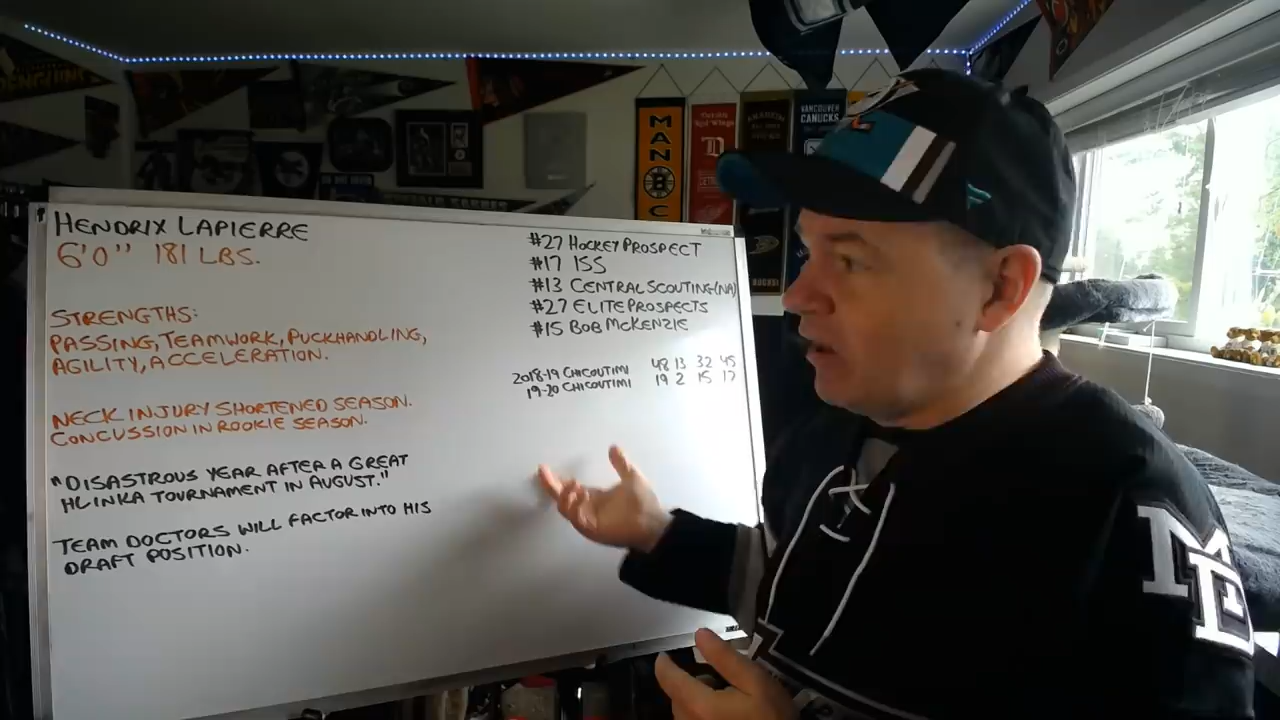 HENDRIX LAPIERRE
6'0" 181 LBS.
STRENGTHS:
PASSING, TEAMWORK, PUCKHANDLING,
AGILITY, ACCELERATION.
NECK INJURY SHORTENED SEASON.
CONCUSSION IN ROOKIE SEASON.
"DISASTROUS YEAR AFTER A GREAT
HLINKA TOURNAMENT IN AUGUST."
TEAM DOCTORS WILL FACTOR INTO HIS
DRAFT POSITION.
#27 HOCKEY PROSPECT
#17 ISS
#13 CENTRAL SCOUTING (NA)
#27 ELITE PROSPECTS
#15 BOB MCKENZIE
2018-19 CHICOUTIMI 48 13 32 45
19-20 CHICOUTIMI 19 2 15 17
MAN
B
C
D
VANCOUVER
CANUCKS